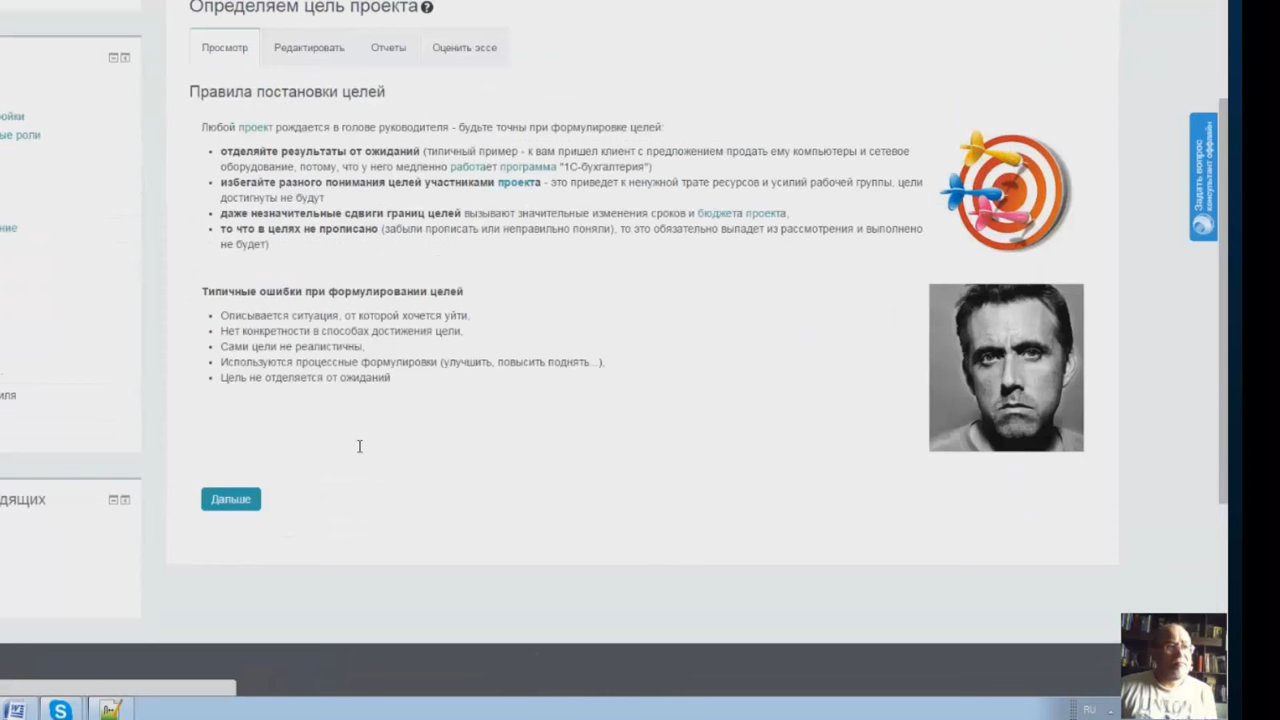 Определяем цель проекта
Просмотр Редактировать Отчеты Оценить эссе
Правила постановки целей
ойки
ые роли
Любой проект рождается в голове руководителя - будьте точны при формулировке целей:
отделяйте результаты от ожиданий (типичный пример - к вам пришел клиент с предложением продать ему компьютеры и сетевое
оборудование, потому, что у него медленно работает программа "1С-бухгалтерия")
избегайте разного понимания целей участниками проекта - это приведет к ненужной трате ресурсов и усилий рабочей группы, цели
достигнуты не будут
даже незначительные сдвиги границ целей вызывают значительные изменения сроков и бюджета проекта,
то что в целях не прописано (забыли прописать или неправильно поняли), то это обязательно выпадет из рассмотрения и выполнено
не будет)
ние
Задать вопрос
консультант оффлайн
Типичные ошибки при формулировании целей
Описывается ситуация, от которой хочется уйти,
Нет конкретности в способах достижения цели,
Сами цели не реалистичны,
Используются процессные формулировки (улучшить, повысить поднять...),
Цель не отделяется от ожиданий
иля
дящих
Дальше
RU